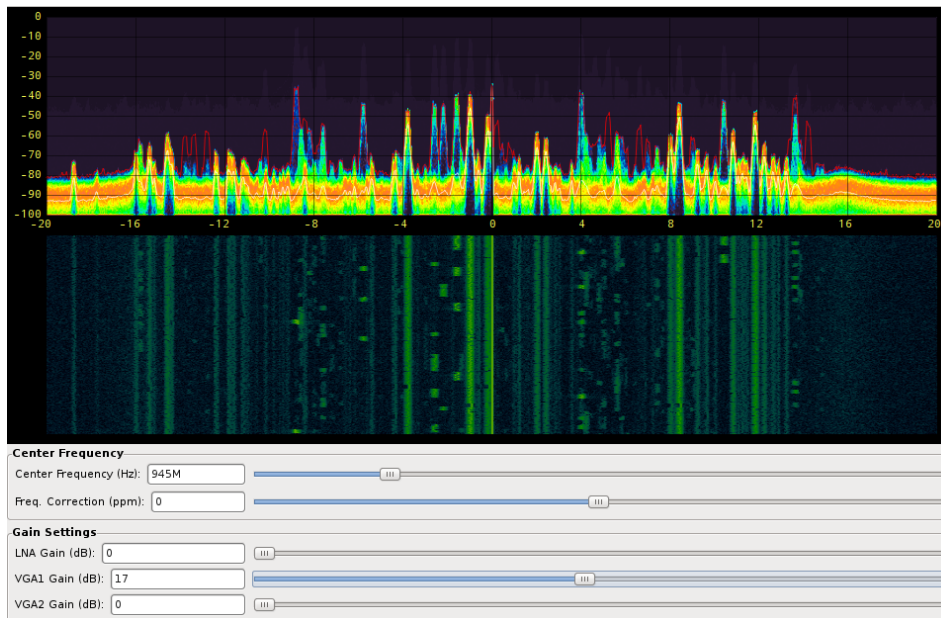 0
-10
-20
-30
-40
-50
-60
-70
-80
-90
-100
-20 -16 -12 -8 -4 0 4 8 12 16 20
Center Frequency
Center Frequency (Hz): 945M
Freq. Correction (ppm): 0
Gain Settings
LNA Gain (dB): 0
VGA1 Gain (dB): 17
VGA2 Gain (dB): 0